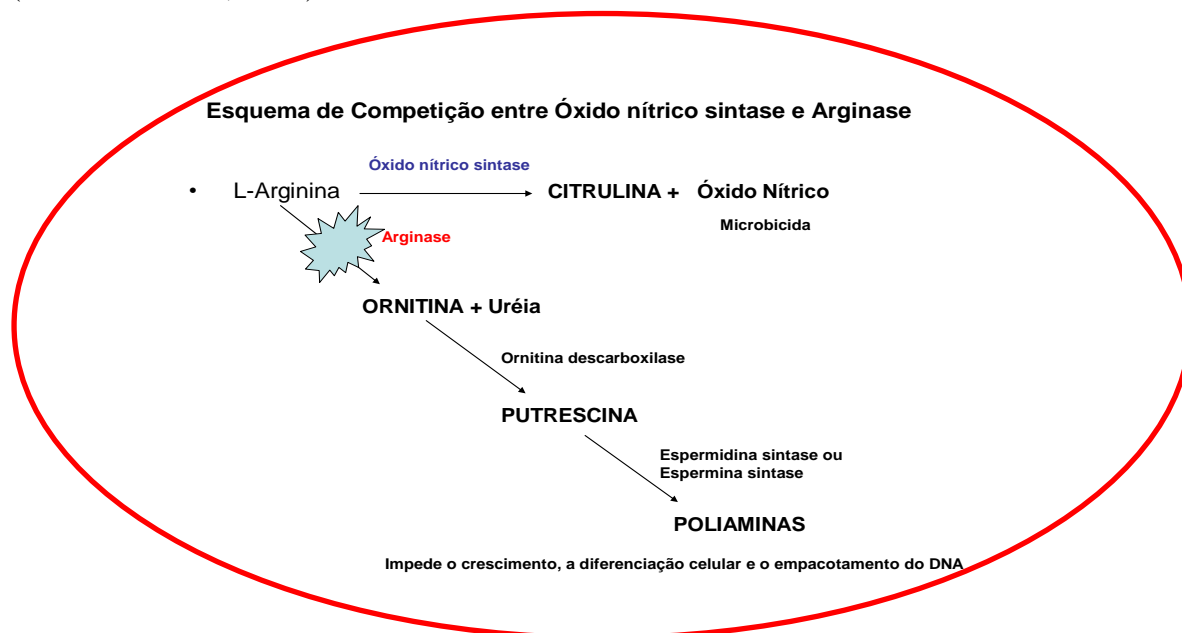 Esquema de Competição entre Óxido nítrico sintase e Arginase
Óxido nítrico sintase
• L-Arginina CITRULINA + Óxido Nítrico
Microbicida
Arginase
ORNITINA + Uréia
Ornitina descarboxilase
PUTRESCINA
Espermidina sintase ou
Espermina sintase
POLIAMINAS
Impede o crescimento, a diferenciação celular e o empacotamento do DNA